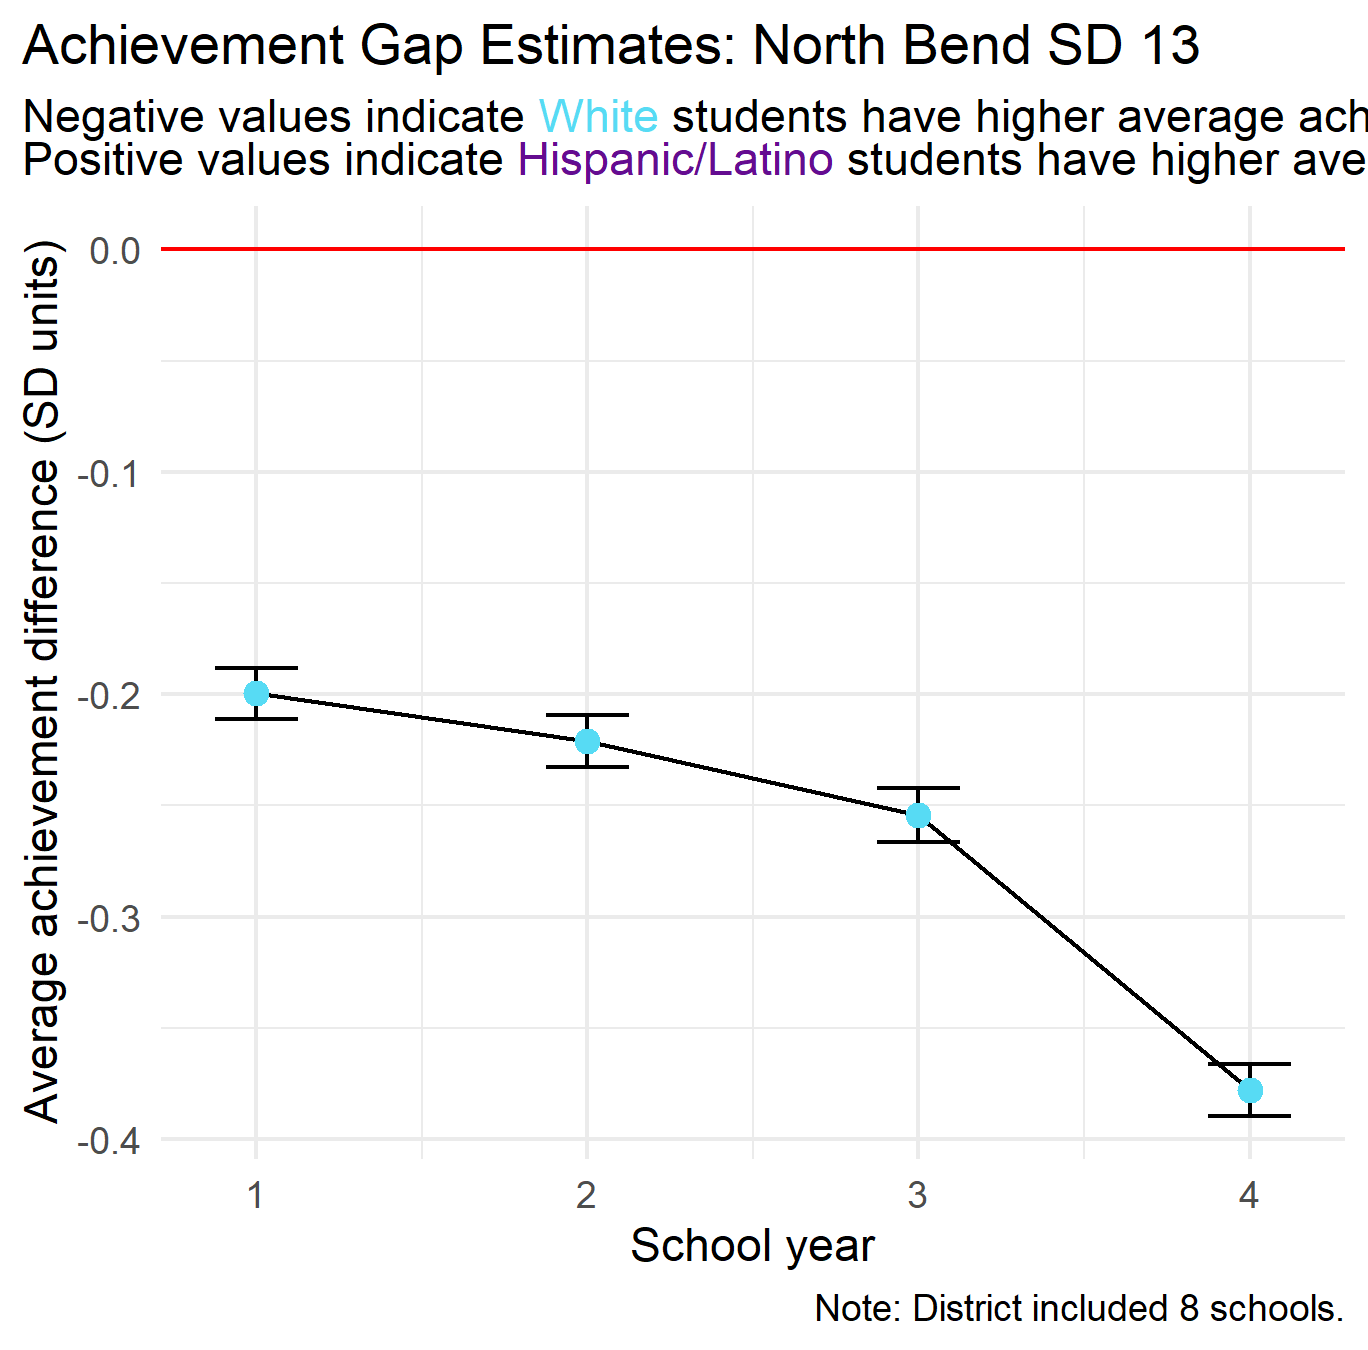 Achievement Gap Estimates: North Bend SD 13
Negative values indicate White students have higher average ach
Positive values indicate Hispanic/Latino students have higher ave
Average achievement difference (SD units)
0.0
-0.1
-0.2
-0.3
-0.4
1 2 3 4
School year
Note: District included 8 schools.